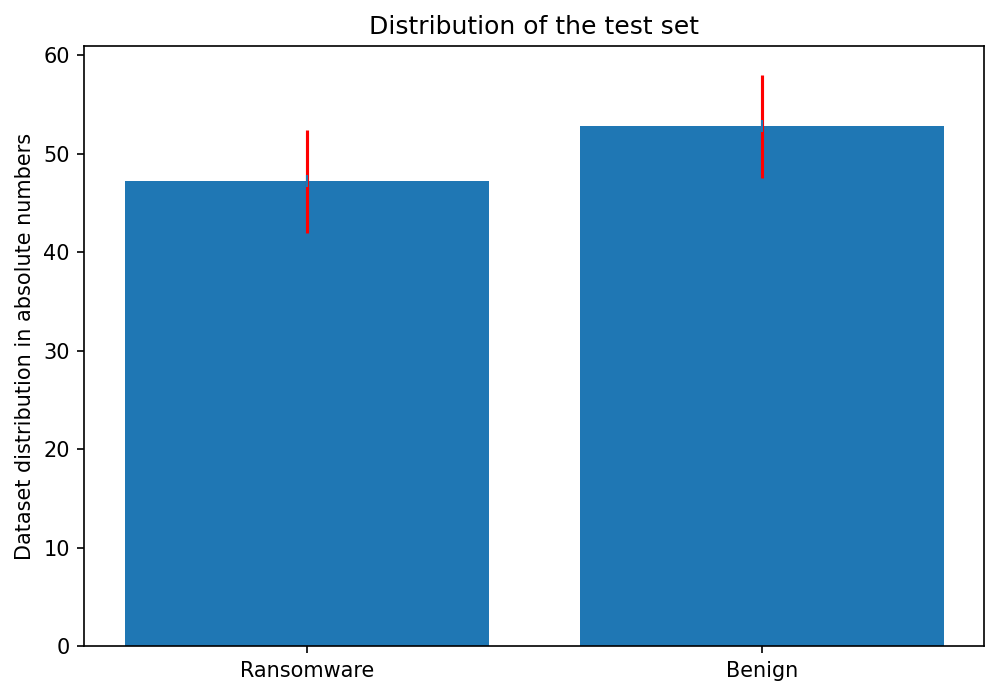 Distribution of the test set
Dataset distribution in absolute numbers
60
50
40
30
20
10
0
Ransomware
Benign